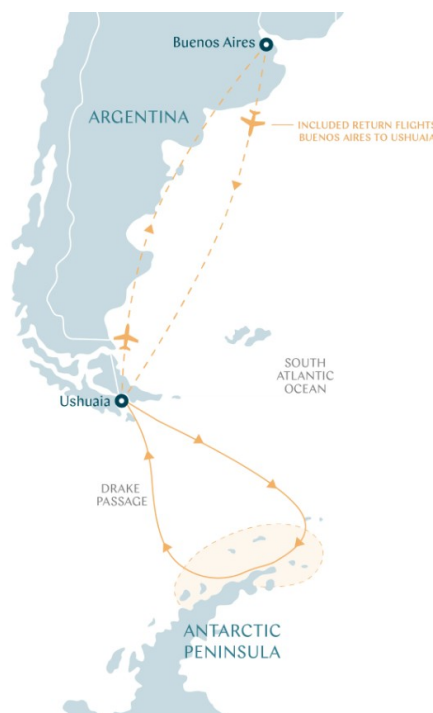 Buenos Aires
ARGENTINA
INCLUDED RETURN FLIGHTS
BUENOS AIRES TO USHUAIA
SOUTH
ATLANTIC
OCEAN
Ushuaia
DRAKE
PASSAGE
ANTARCTIC
PENINSULA